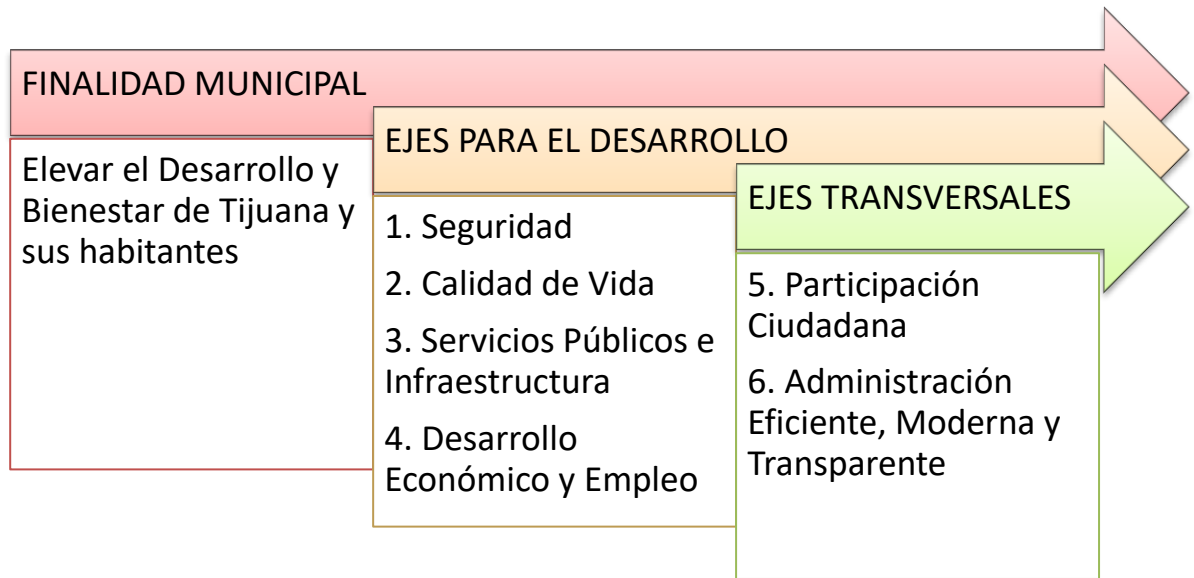 FINALIDAD MUNICIPAL
Elevar el Desarrollo y
Bienestar de Tijuana y
sus habitantes
EJES PARA EL DESARROLLO
1. Seguridad
2. Calidad de Vida
3. Servicios Públicos e
Infraestructura
4. Desarrollo
Económico y Empleo
EJES TRANSVERSALES
5. Participación
Ciudadana
6. Administración
Eficiente, Moderna y
Transparente